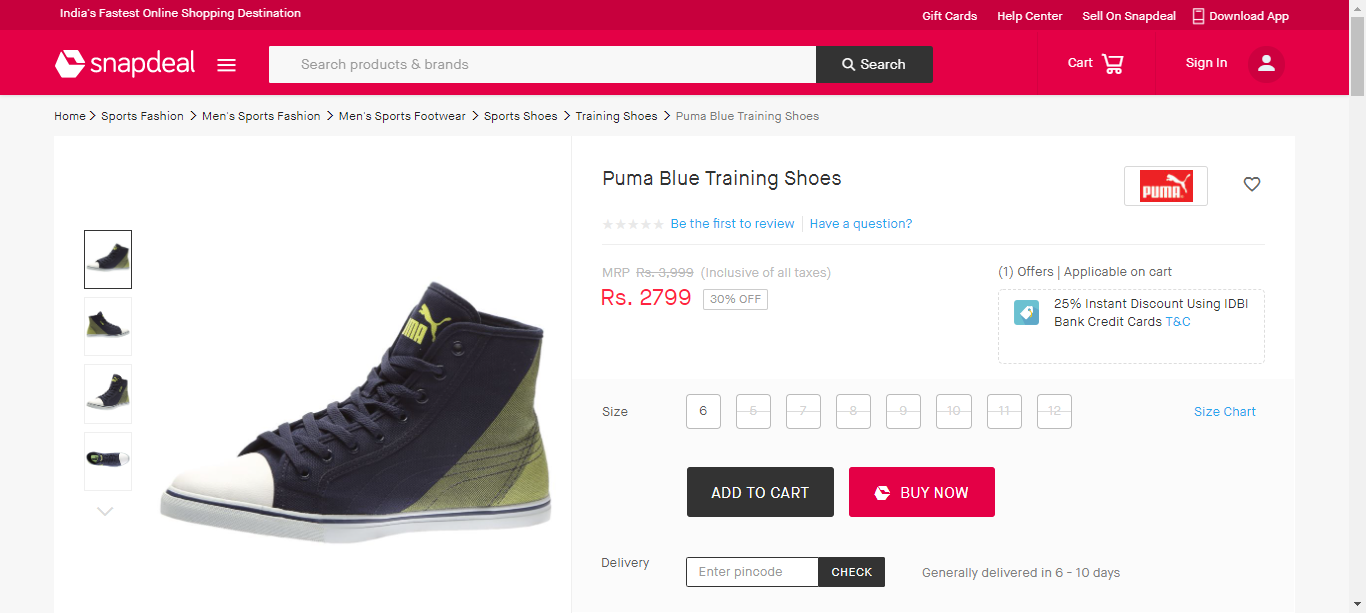 India's Fastest Online Shopping Destination
Gift Cards Help Center Sell On Snapdeal Download App
snapdeal
Search products & brands
Search
Cart
Sign In
Home > Sports Fashion > Men's Sports Fashion > Men's Sports Footwear > Sports Shoes > Training Shoes > Puma Blue Training Shoes
Puma Blue Training Shoes
PUMA
Be the first to review | Have a question?
MRP Rs. 3,999 (Inclusive of all taxes)
Rs. 2799 30% OFF
(1) Offers | Applicable on cart
25% Instant Discount Using IDBI
Bank Credit Cards T&C
Size 6 5 7 8 9 10 11 12 Size Chart
ADD TO CART BUY NOW
Delivery Enter pincode CHECK Generally delivered in 6 - 10 days